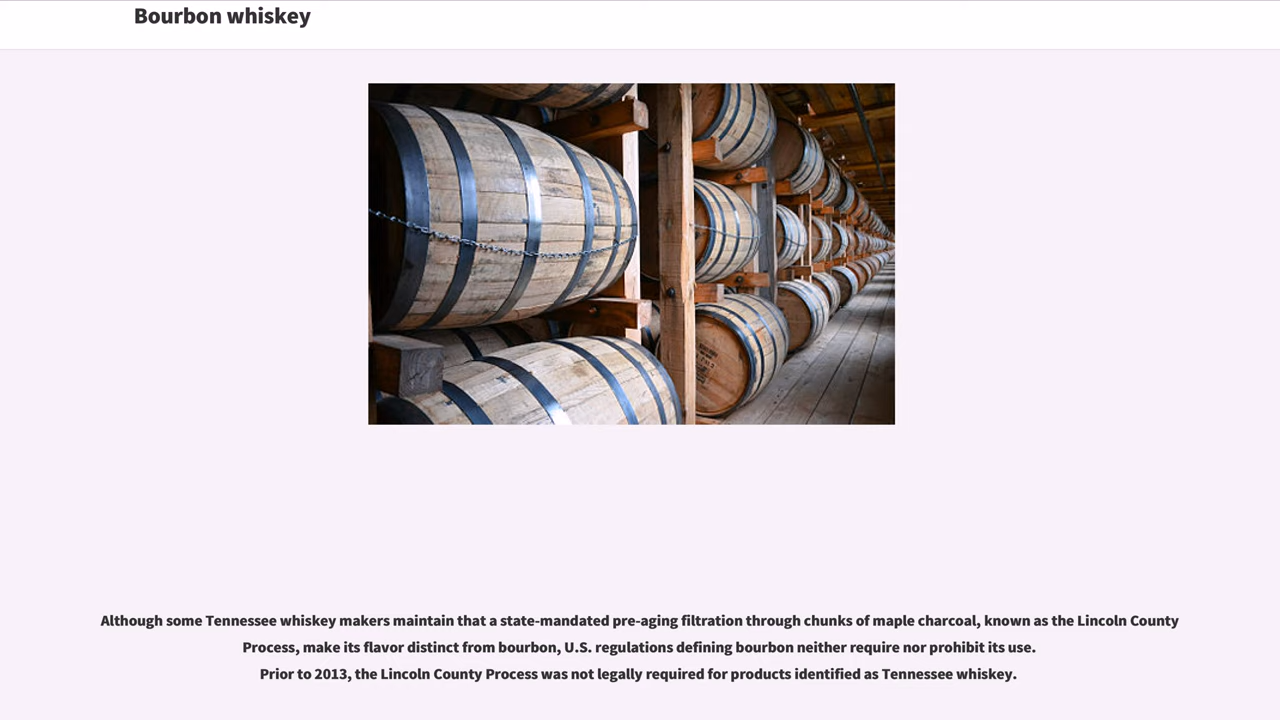 Bourbon whiskey
Although some Tennessee whiskey makers maintain that a state-mandated pre-aging filtration through chunks of maple charcoal, known as the Lincoln County
Process, make its flavor distinct from bourbon, U.S. regulations defining bourbon neither require nor prohibit its use.
Prior to 2013, the Lincoln County Process was not legally required for products identified as Tennessee whiskey.